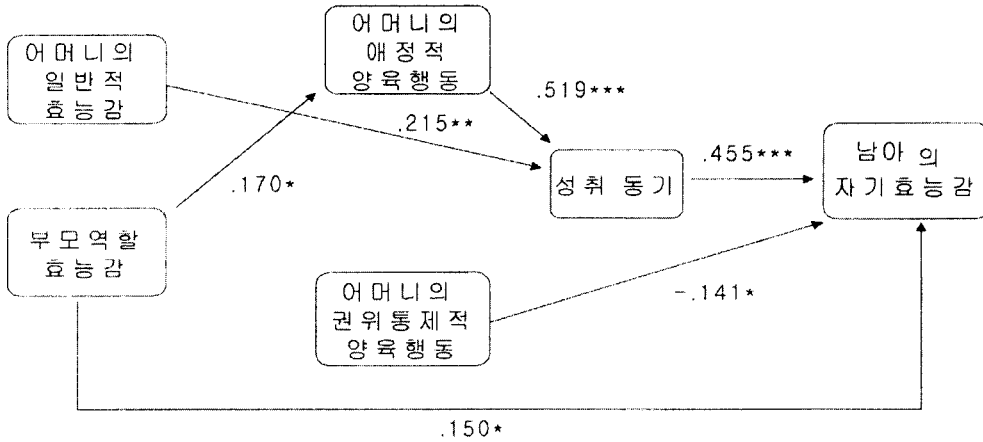 어머니의
일반적
효능감
어머니의
애정적
양육행동
.519***
.215**
.170*
성취 동기
.455***
남아의
자기효능감
부모역할
효능감
어머니의
권위통제적
양육행동
-.141*
.150*